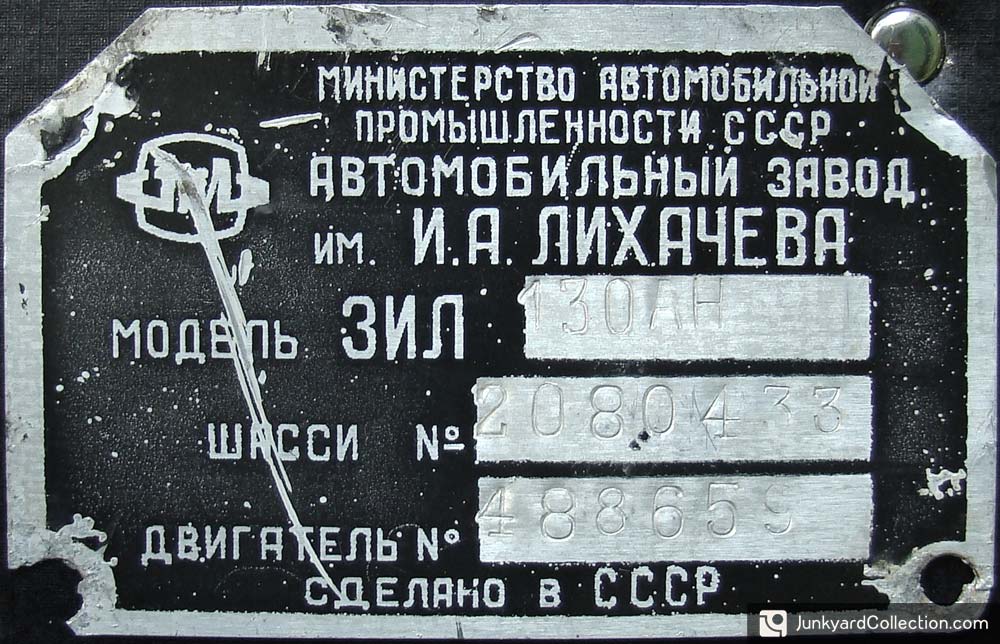 МИНИСТЕРСТВО АВТОМОБИЛЬНОЙ
ПРОМЫШЛЕННОСТИ СССР
АВТОМОБИЛЬНЫЙ ЗАВОД
ИМ. И.А. ЛИХАЧЕВА
МОДЕЛЬ ЗИЛ 130АН
ШАССИ № 2080433
ДВИГАТЕЛЬ № 488659
СДЕЛАНО В СССР
JunkyardCollection.com